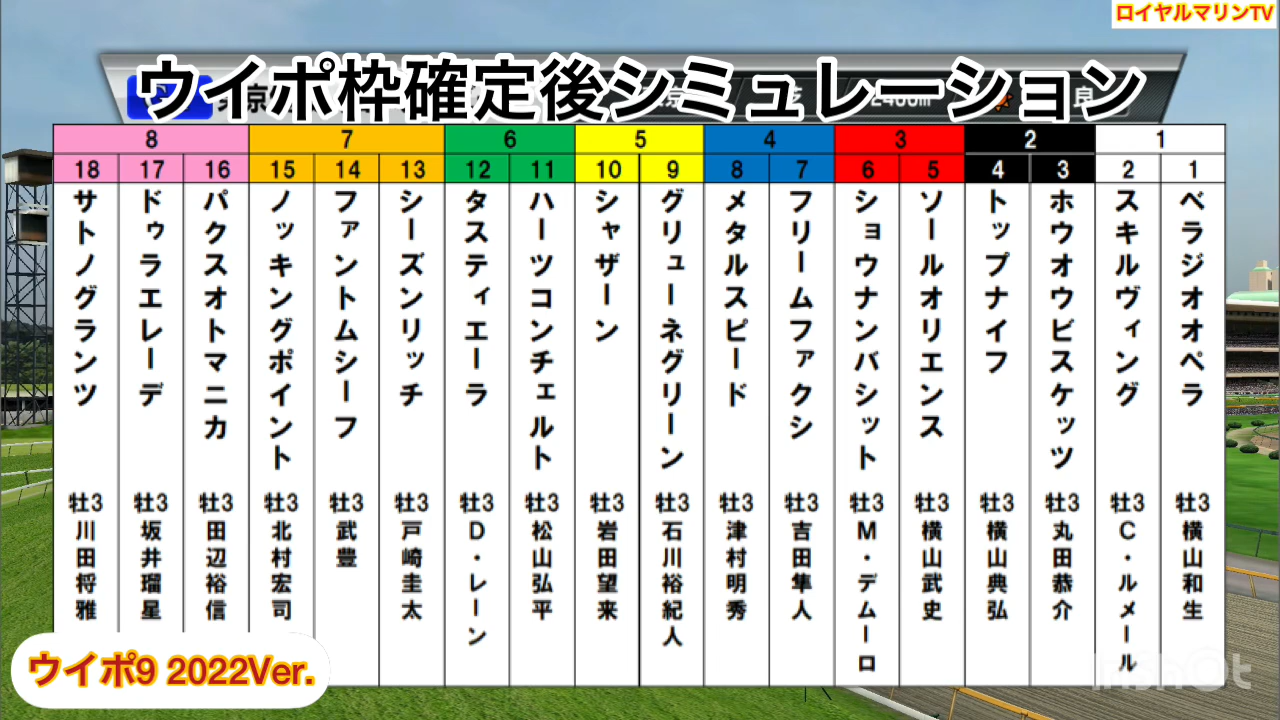 ロイヤルマリンTV
ウイポ枠確定後シミュレーション
良
8 7 6 5 4 3 2 1
18 17 16 15 14 13 12 11 10 9 8 7 6 5 4 3 2 1
ベラジオオペラ 牡3 横山和生
スキルヴィング 牡3 C・ルメール
ホウオウビスケッツ 牡3 丸田恭介
トップナイフ 牡3 横山典弘
ソールオリエンス 牡3 横山武史
ショウナンバシット 牡3 M・デムーロ
フリームファクシ 牡3 吉田隼人
メタルスピード 牡3 津村明秀
グリューネグリーン 牡3 石川裕紀人
シャザーン 牡3 岩田望来
ハーツコンチェルト 牡3 松山弘平
タスティエーラ 牡3 D・レーン
シーズンリッチ 牡3 戸崎圭太
ファントムシーフ 牡3 武豊
ノッキングポイント 牡3 北村宏司
パクスオトマニカ 牡3 田辺裕信
ドゥラエレーデ 牡3 坂井瑠星
サトノグランツ 牡3 川田将雅
ウイポ9 2022Ver.
InShOt